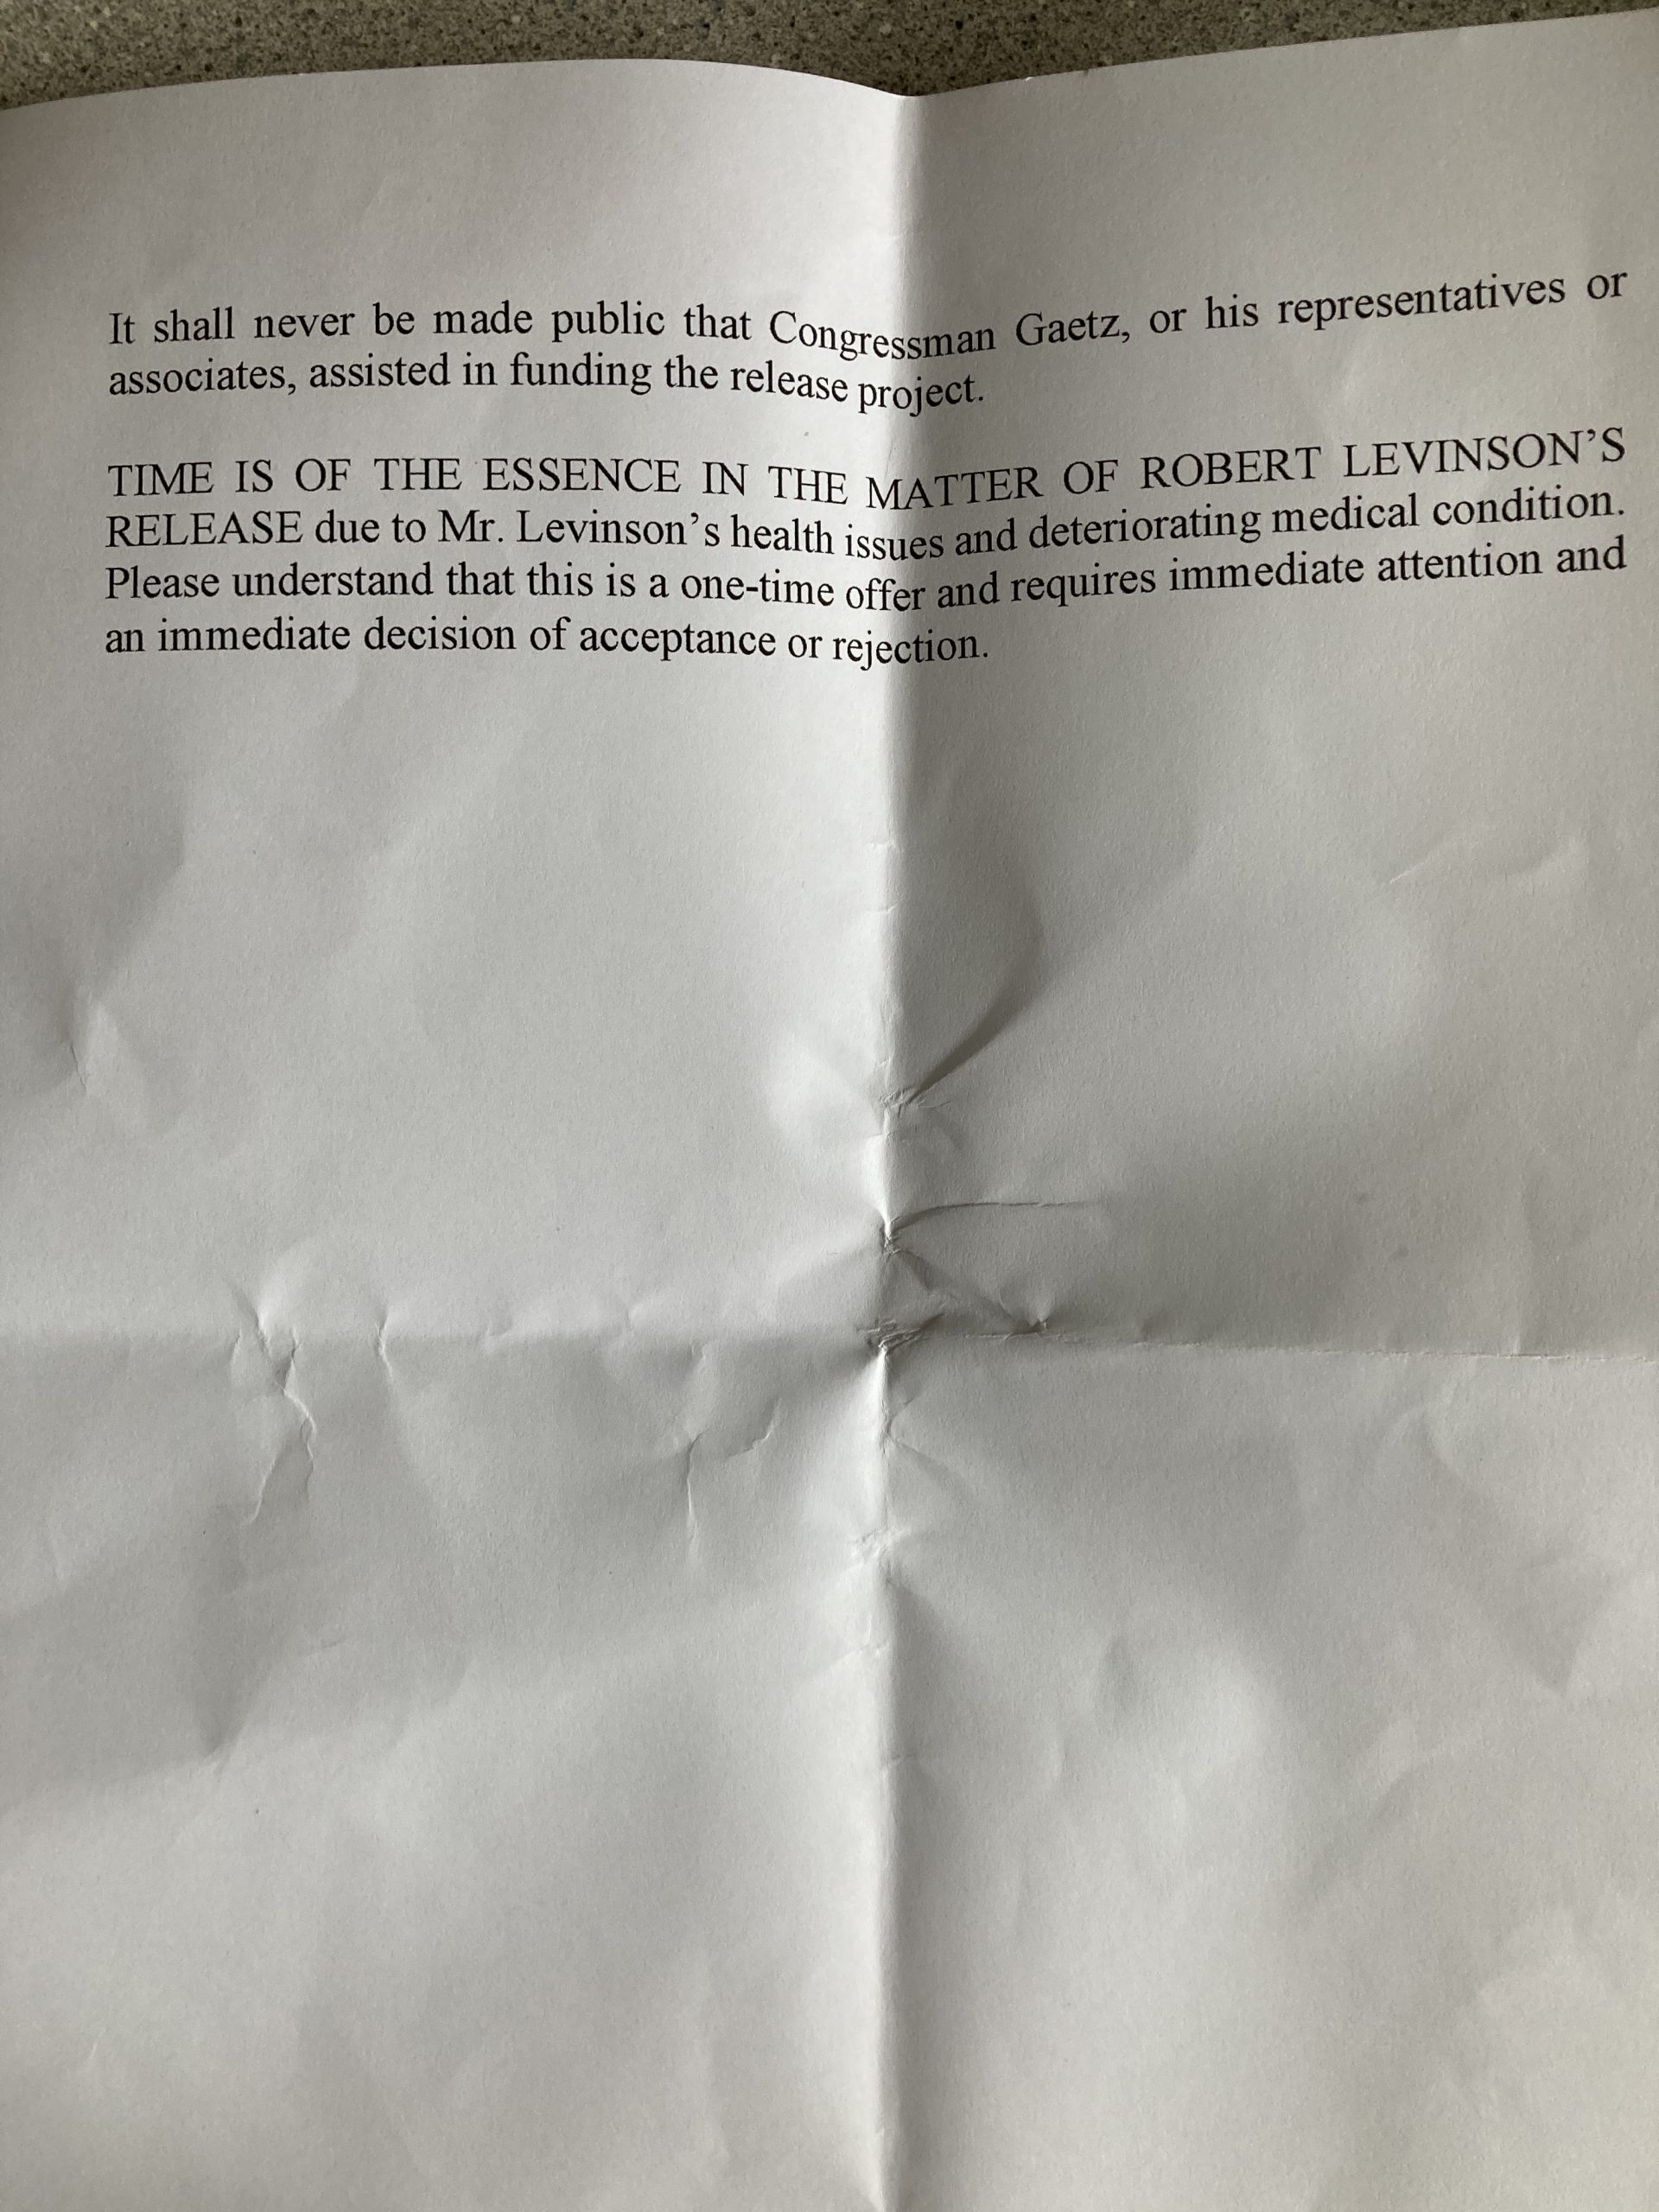 It shall never be made public that Congressman Gaetz, or his representatives or
associates, assisted in funding the release project.
TIME IS OF THE ESSENCE IN THE MATTER OF ROBERT LEVINSON’S
RELEASE due to Mr. Levinson’s health issues and deteriorating medical condition.
Please understand that this is a one-time offer and requires immediate attention and
an immediate decision of acceptance or rejection.